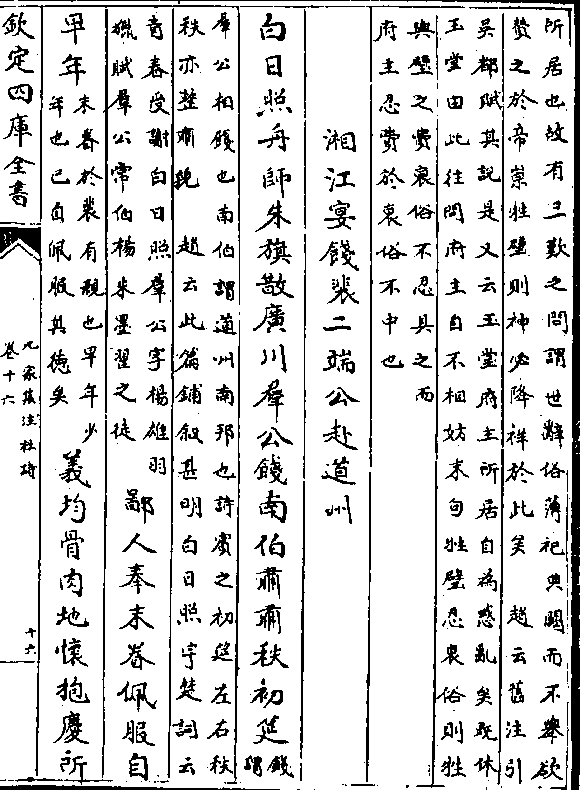 所居也故有三歎之問謂世辭俗薄祀典闕而不舉欲
贄之於帝崇牲璧則神必降祥於此矣　趙云舊注引
吳都賦其說是又云玉堂府主所居自為惑亂矣既休
玉堂由此往問府主自不相妨末句牲璧忍衰俗則牲
與璧之費衰俗不忍具之而
府主忍費於衰俗不中也
湘江宴餞裴二端公赴道州
白日照舟師朱旗散廣川羣公餞南伯肅肅秩初筵
餞謂
羣公相餞也南伯謂道州南邦也詩賓之初筵左右秩
秩亦整肅貌　趙云此篇鋪敘甚明白日照字楚詞云
青春受謝白日照羣公字楊雄羽
獵賦羣公常伯楊朱墨翟之徒
鄙人奉末眷佩服自
早年
末眷於裴有親也早年少
年也已自佩服其德矣
義均骨肉地懷抱慶所
欽定四庫全書
九家集注杜詩
卷十六
十六